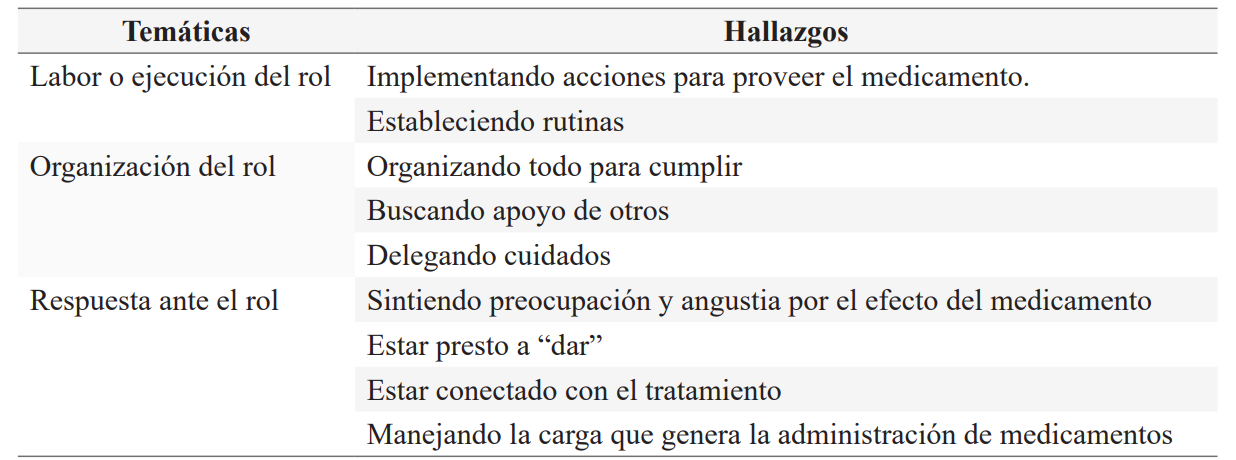 Temáticas Hallazgos
Labor o ejecución del rol Implementando acciones para proveer el medicamento.
Estableciendo rutinas
Organización del rol Organizando todo para cumplir
Buscando apoyo de otros
Delegando cuidados
Respuesta ante el rol Sintiendo preocupación y angustia por el efecto del medicamento
Estar presto a “dar”
Estar conectado con el tratamiento
Manejando la carga que genera la administración de medicamentos